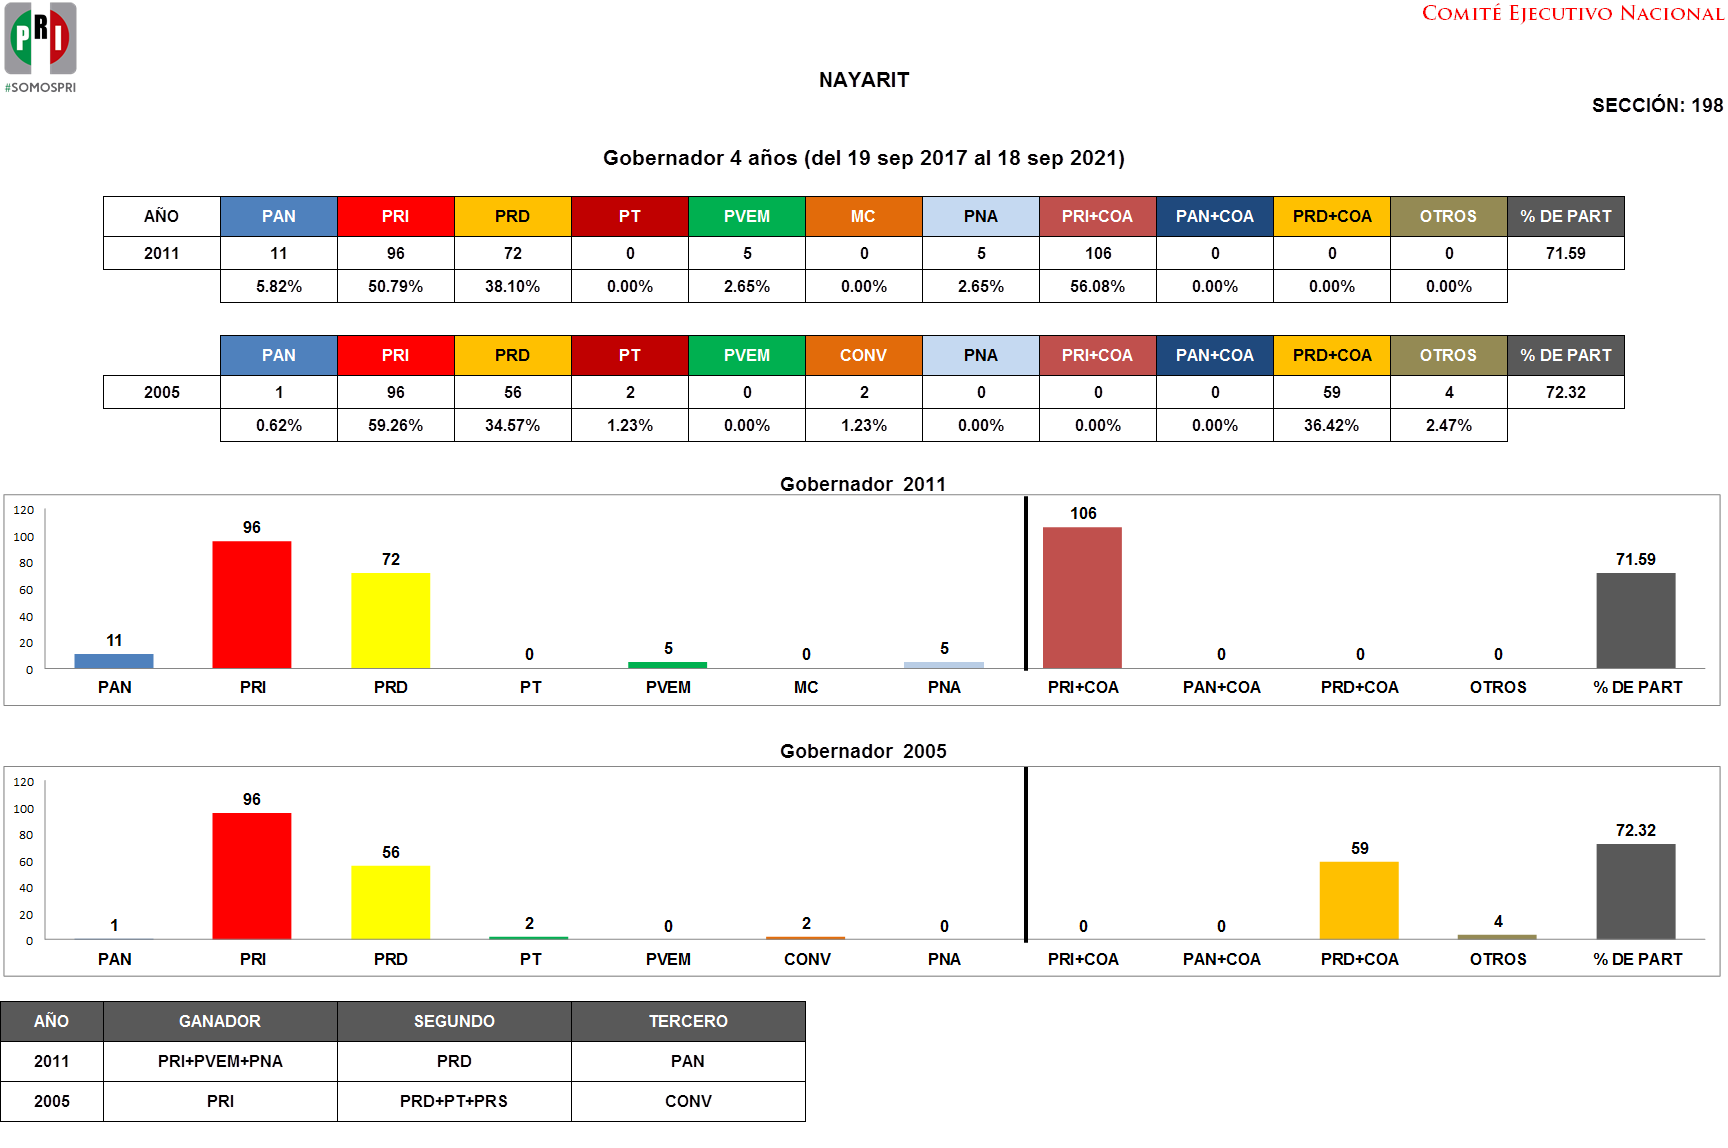 PRI
#SOMOSPRI
COMITÉ EJECUTIVO NACIONAL
NAYARIT
SECCIÓN: 198
Gobernador 4 años (del 19 sep 2017 al 18 sep 2021)
AÑO PAN PRI PRD PT PVEM MC PNA PRI+COA PAN+COA PRD+COA OTROS % DE PART
2011 11 96 72 0 5 0 5 106 0 0 0 71.59
5.82% 50.79% 38.10% 0.00% 2.65% 0.00% 2.65% 56.08% 0.00% 0.00% 0.00%
PAN PRI PRD PT PVEM CONV PNA PRI+COA PAN+COA PRD+COA OTROS % DE PART
2005 1 96 56 2 0 2 0 0 0 59 4 72.32
0.62% 59.26% 34.57% 1.23% 0.00% 1.23% 0.00% 0.00% 0.00% 36.42% 2.47%
Gobernador 2011
120
100
80
60
40
20
0
11 96 72 0 5 0 5 106 0 0 0 71.59
PAN PRI PRD PT PVEM MC PNA PRI+COA PAN+COA PRD+COA OTROS % DE PART
Gobernador 2005
120
100
80
60
40
20
0
1 96 56 2 0 2 0 0 0 59 4 72.32
PAN PRI PRD PT PVEM CONV PNA PRI+COA PAN+COA PRD+COA OTROS % DE PART
AÑO GANADOR SEGUNDO TERCERO
2011 PRI+PVEM+PNA PRD PAN
2005 PRI PRD+PT+PRS CONV